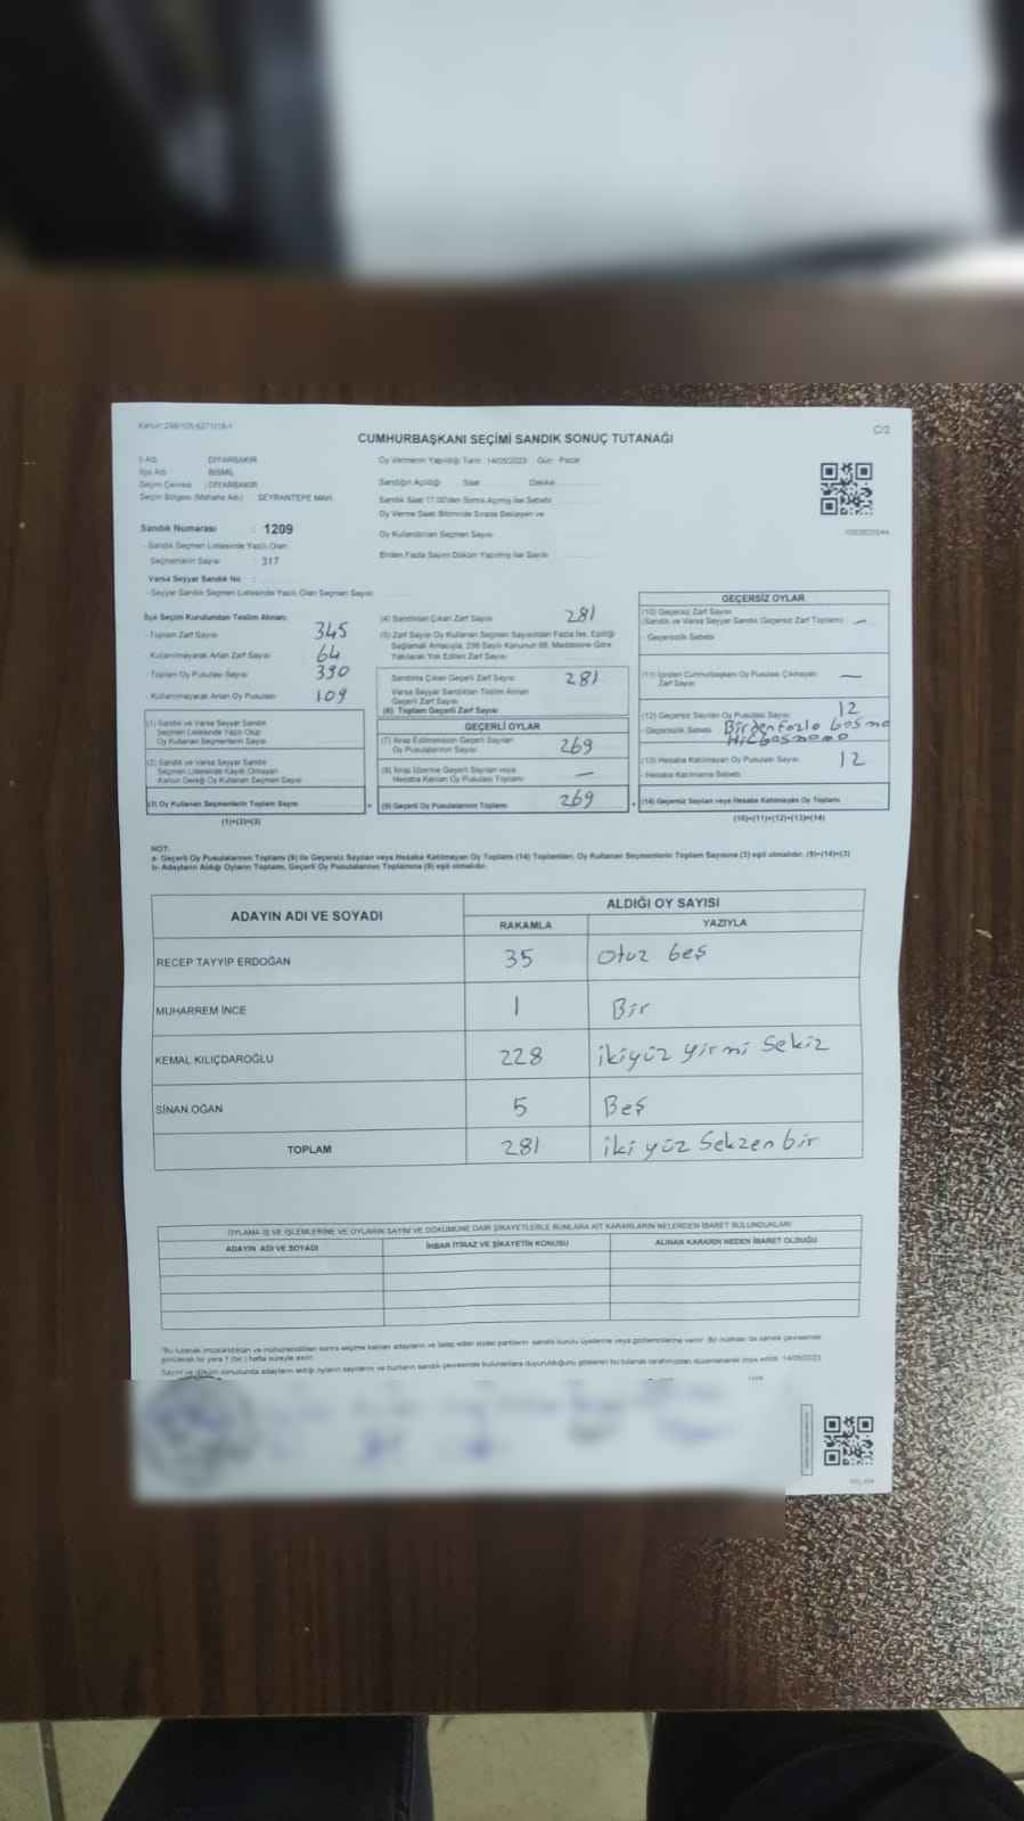 CUMHURBAŞKANI SEÇİMİ SANDIK SONUÇ TUTANAĞI
C/2
İl Adı DİYARBAKIR
İlçe Adı BİSMİL
Seçim Çevresi : DİYARBAKIR
Seçim Bölgesi (Mahalle Adı) SEYRANTEPE MAH.
Oy Vermenin Yapıldığı Tarih : 14/05/2023 Gün : Pazar
Sandığın Açıldığı Saat Dakika
Sandık Saat 17.00'den Sonra Açılmış İse Sebebi
Oy Verme Saati Bitiminde Sırada Bekleyen ve
Oy Kullandırılan Seçmen Sayısı
Birden Fazla Sayım Döküm Yapılmış İse Sayısı
Sandık Numarası : 1209
- Sandık Seçmen Listesinde Yazılı Olan
Seçmenlerin Sayısı 317
Varsa Seyyar Sandık No :
- Seyyar Sandık Seçmen Listesinde Yazılı Olan Seçmen Sayısı
İlçe Seçim Kurulundan Teslim Alınan:
- Toplam Zarf Sayısı 345
- Kullanılmayarak Artan Zarf Sayısı 64
- Toplam Oy Pusulası Sayısı 390
- Kullanılmayarak Artan Oy Pusulası 109
(1) Sandık ve Varsa Seyyar Sandık
Seçmen Listesinde Yazılı Olup
Oy Kullanan Seçmenlerin Sayısı
(2) Sandık ve Varsa Seyyar Sandık
Seçmen Listesinde Kayıtlı Olmayan
Kanun Gereği Oy Kullanan Seçmen Sayısı
(3) Oy Kullanan Seçmenlerin Toplam Sayısı
(1)+(2)=(3)
(4) Sandıktan Çıkan Zarf Sayısı 281
(5) Zarf Sayısı Oy Kullanan Seçmen Sayısından Fazla İse, Eşitliği
Sağlamak Amacıyla, 298 Sayılı Kanunun 98. Maddesine Göre
Yakılarak Yok Edilen Zarf Sayısı
Sandıkta Çıkan Geçerli Zarf Sayısı 281
Varsa Seyyar Sandıktan Teslim Alınan
Geçerli Zarf Sayısı
(6) Toplam Geçerli Zarf Sayısı
GEÇERLİ OYLAR
(7) İtiraz Edilmeksizin Geçerli Sayılan
Oy Pusulalarının Sayısı 269
(8) İtiraz Üzerine Geçerli Sayılan veya
Hesaba Katılan Oy Pusulaları Sayısı —
(9) Geçerli Oy Pusulalarının Toplamı 269
GEÇERSİZ OYLAR
(10) Geçersiz Zarf Sayısı
(Sandık ve Varsa Seyyar Sandık Geçersiz Zarf Toplamı) —
- Geçersizlik Sebebi
(11) İçinden Cumhurbaşkanı Oy Pusulası Çıkmayan
Zarf Sayısı —
(12) Geçersiz Sayılan Oy Pusulası Sayısı 12
- Geçersizlik Sebebi Birden fazla basma
Hiç basmama
(13) Hesaba Katılmayan Oy Pusulası Sayısı 12
- Hesaba Katılmama Sebebi
(14) Geçersiz Sayılan veya Hesaba Katılmayan Oy Toplamı
(10)+(11)+(12)+(13)=(14)
NOT:
a- Geçerli Oy Pusulalarının Toplamı (9) ile Geçersiz Sayılan veya Hesaba Katılmayan Oy Toplamı (14) Toplamları, Oy Kullanan Seçmenlerin Toplam Sayısına (3) eşit olmalıdır. (9)+(14)=(3)
b- Adayların Aldığı Oyların Toplamı, Geçerli Oy Pusulalarının Toplamına (9) eşit olmalıdır.
ADAYIN ADI VE SOYADI
ALDIĞI OY SAYISI
RAKAMLA YAZIYLA
RECEP TAYYİP ERDOĞAN 35 Otuz beş
MUHARREM İNCE 1 Bir
KEMAL KILIÇDAROĞLU 228 ikiyüz yirmi sekiz
SİNAN OĞAN 5 Beş
TOPLAM 281 iki yüz Sekzen bir
OYLAMA İŞ VE İŞLEMLERİNE VE OYLARIN SAYIM VE DÖKÜMÜNE DAİR ŞİKAYETLERLE BUNLARA AİT KARARLARIN NELERDEN İBARET BULUNDUKLARI
ADAYIN ADI VE SOYADI İHBAR İTİRAZ VE ŞİKAYETİN KONUSU ALINAN KARARIN NEDEN İBARET OLDUĞU